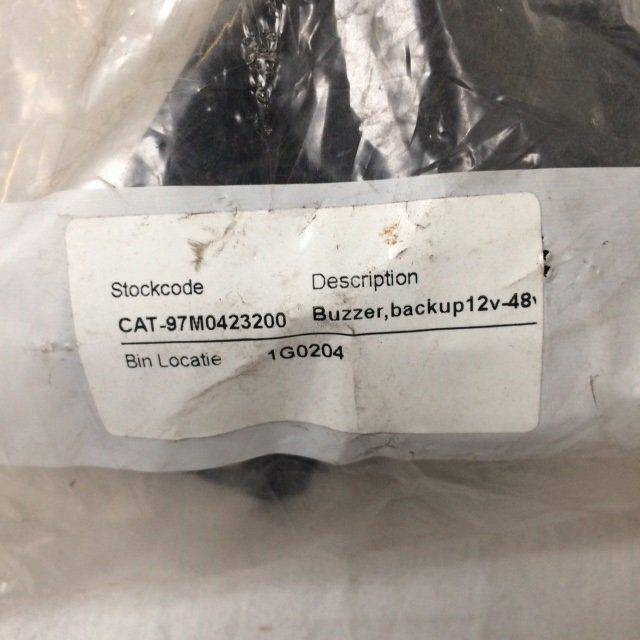 Stockcode Description
CAT-97M0423200 Buzzer,backup12v-48v
Bin Locatie 1G0204